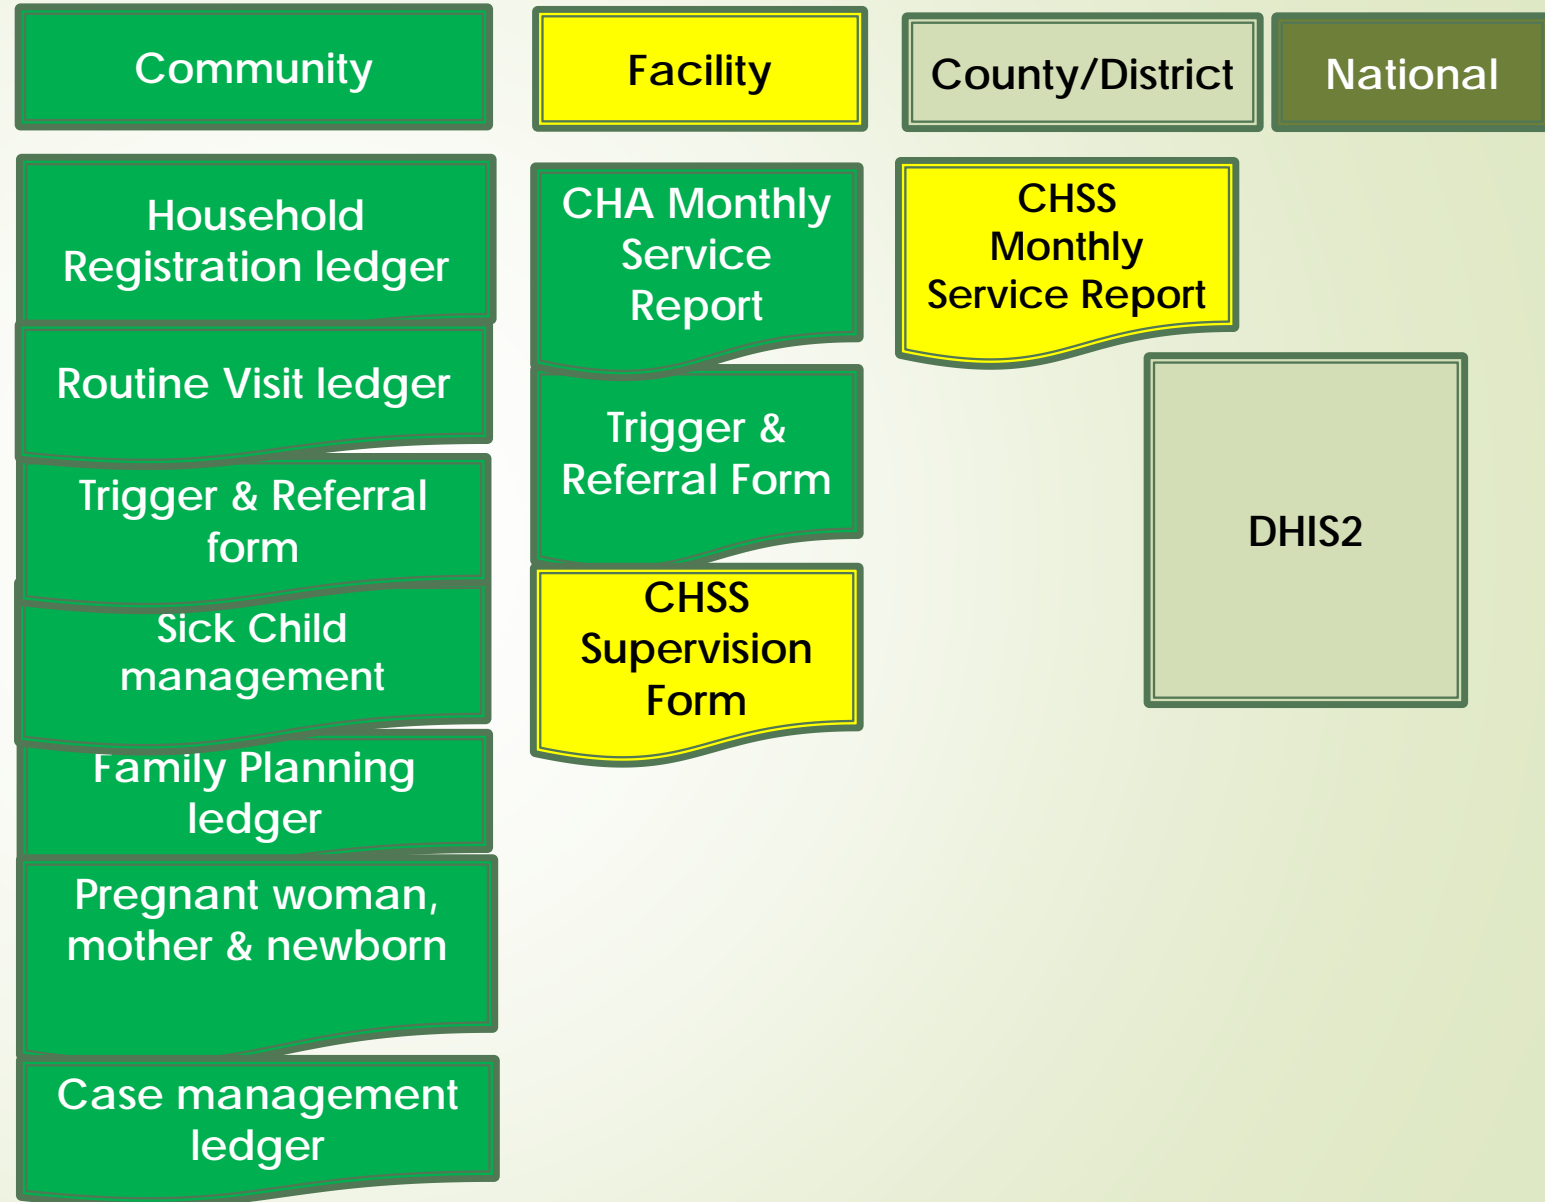 Community
Facility
County/District
National
Household
Registration ledger
Routine Visit ledger
Trigger & Referral
form
Sick Child
management
Family Planning
ledger
Pregnant woman,
mother & newborn
Case management
ledger
CHA Monthly
Service
Report
Trigger &
Referral Form
CHSS
Supervision
Form
CHSS
Monthly
Service Report
DHIS2